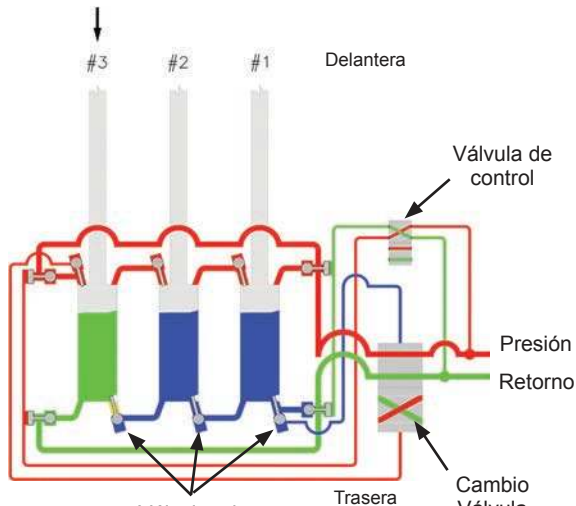 #3 #2 #1 Delantera
Válvula de
control
Presión
Retorno
Trasera
Cambio